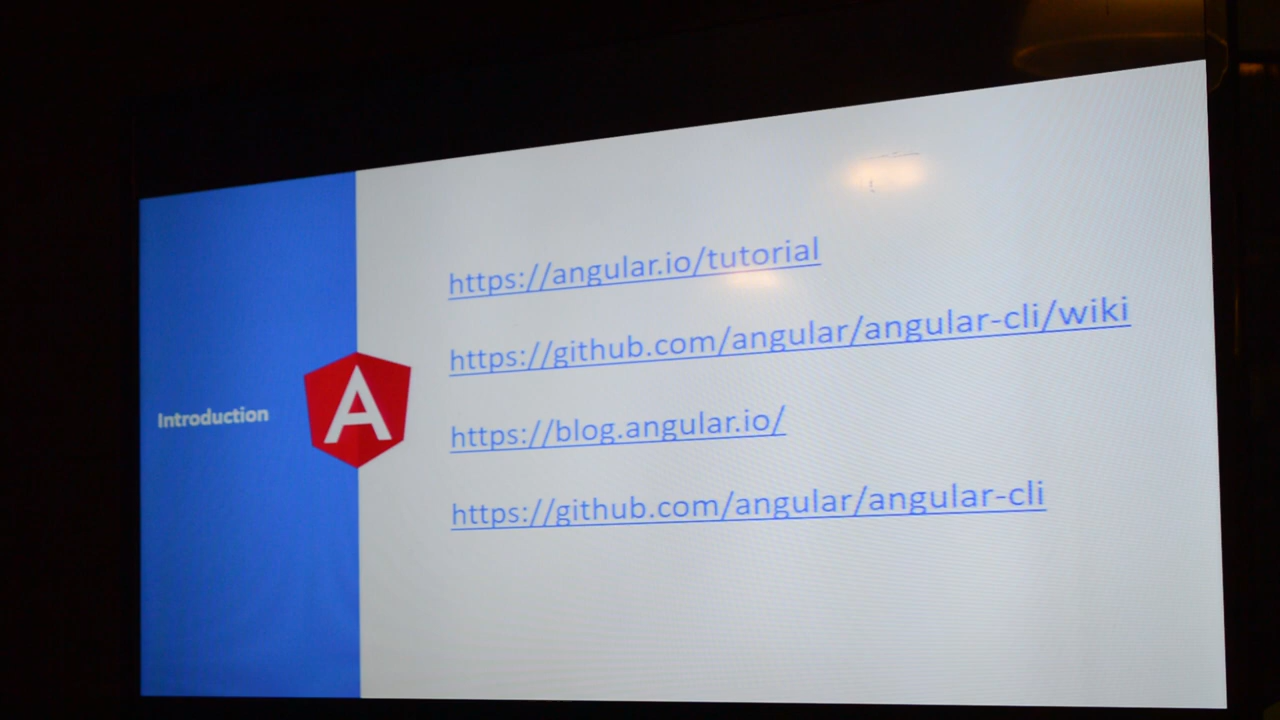 Introduction
https://angular.io/tutorial
https://github.com/angular/angular-cli/wiki
https://blog.angular.io/
https://github.com/angular/angular-cli